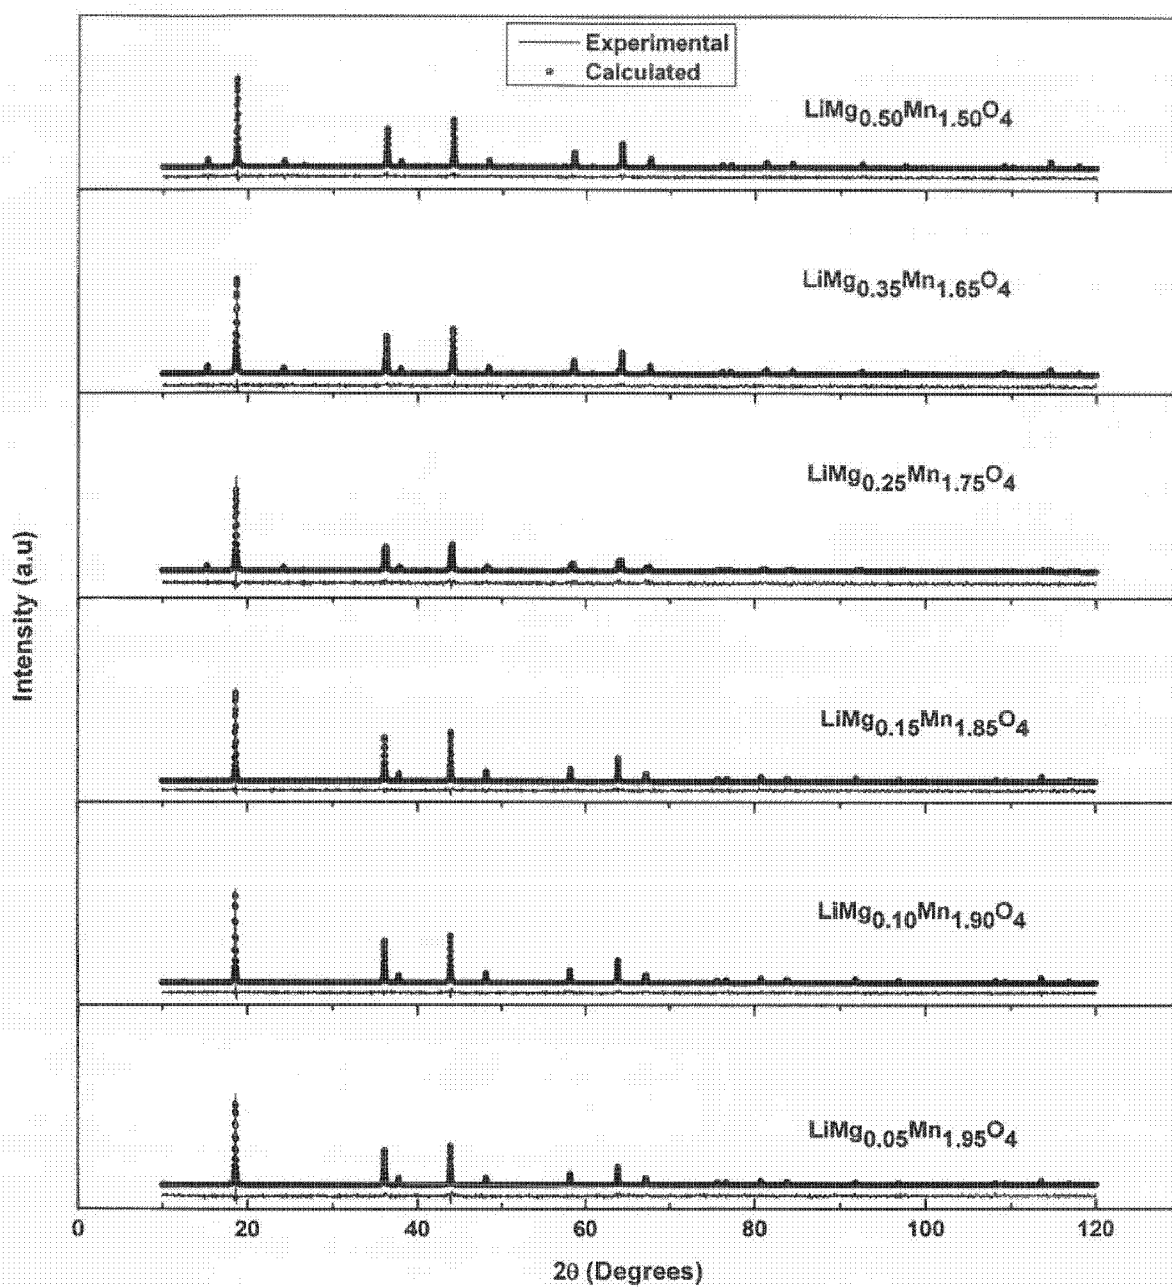 Experimental
Calculated
LiMg0.50Mn1.50O4
LiMg0.35Mn1.65O4
LiMg0.25Mn1.75O4
LiMg0.15Mn1.85O4
LiMg0.10Mn1.90O4
LiMg0.05Mn1.95O4
Intensity (a.u)
0 20 40 60 80 100 120
2θ (Degrees)